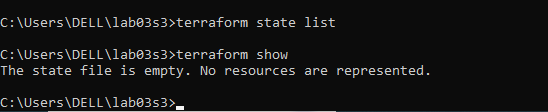 C:\Users\DELL\lab03s3>terraform state list
C:\Users\DELL\lab03s3>terraform show
The state file is empty. No resources are represented.
C:\Users\DELL\lab03s3>